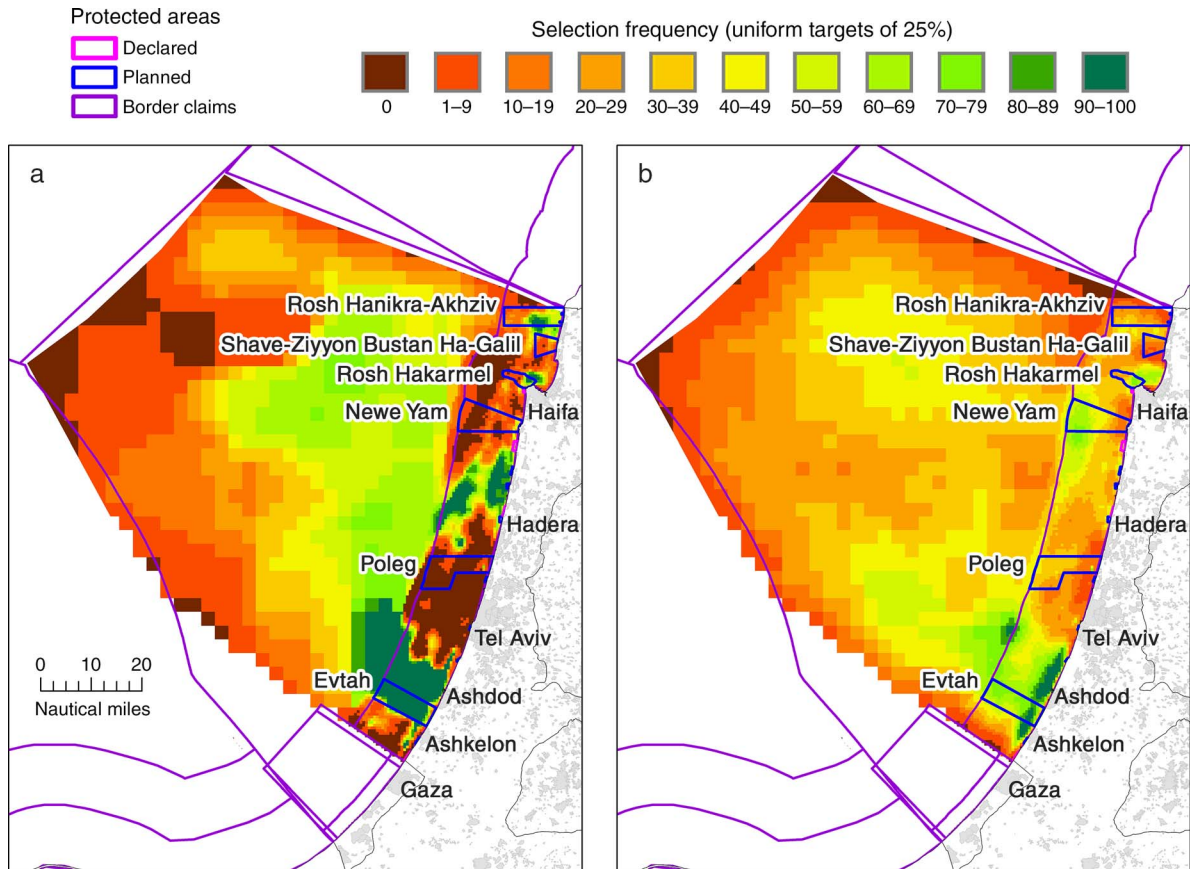 Protected areas
Declared
Planned
Border claims
Selection frequency (uniform targets of 25%)
0 1–9 10–19 20–29 30–39 40–49 50–59 60–69 70–79 80–89 90–100
a
Rosh Hanikra-Akhziv
Shave-Ziyyon Bustan Ha-Galil
Rosh Hakarmel
Newe Yam
Haifa
Hadera
Poleg
Tel Aviv
Evtah
Ashdod
Ashkelon
Gaza
0 10 20
Nautical miles
b
Rosh Hanikra-Akhziv
Shave-Ziyyon Bustan Ha-Galil
Rosh Hakarmel
Newe Yam
Haifa
Hadera
Poleg
Tel Aviv
Evtah
Ashdod
Ashkelon
Gaza